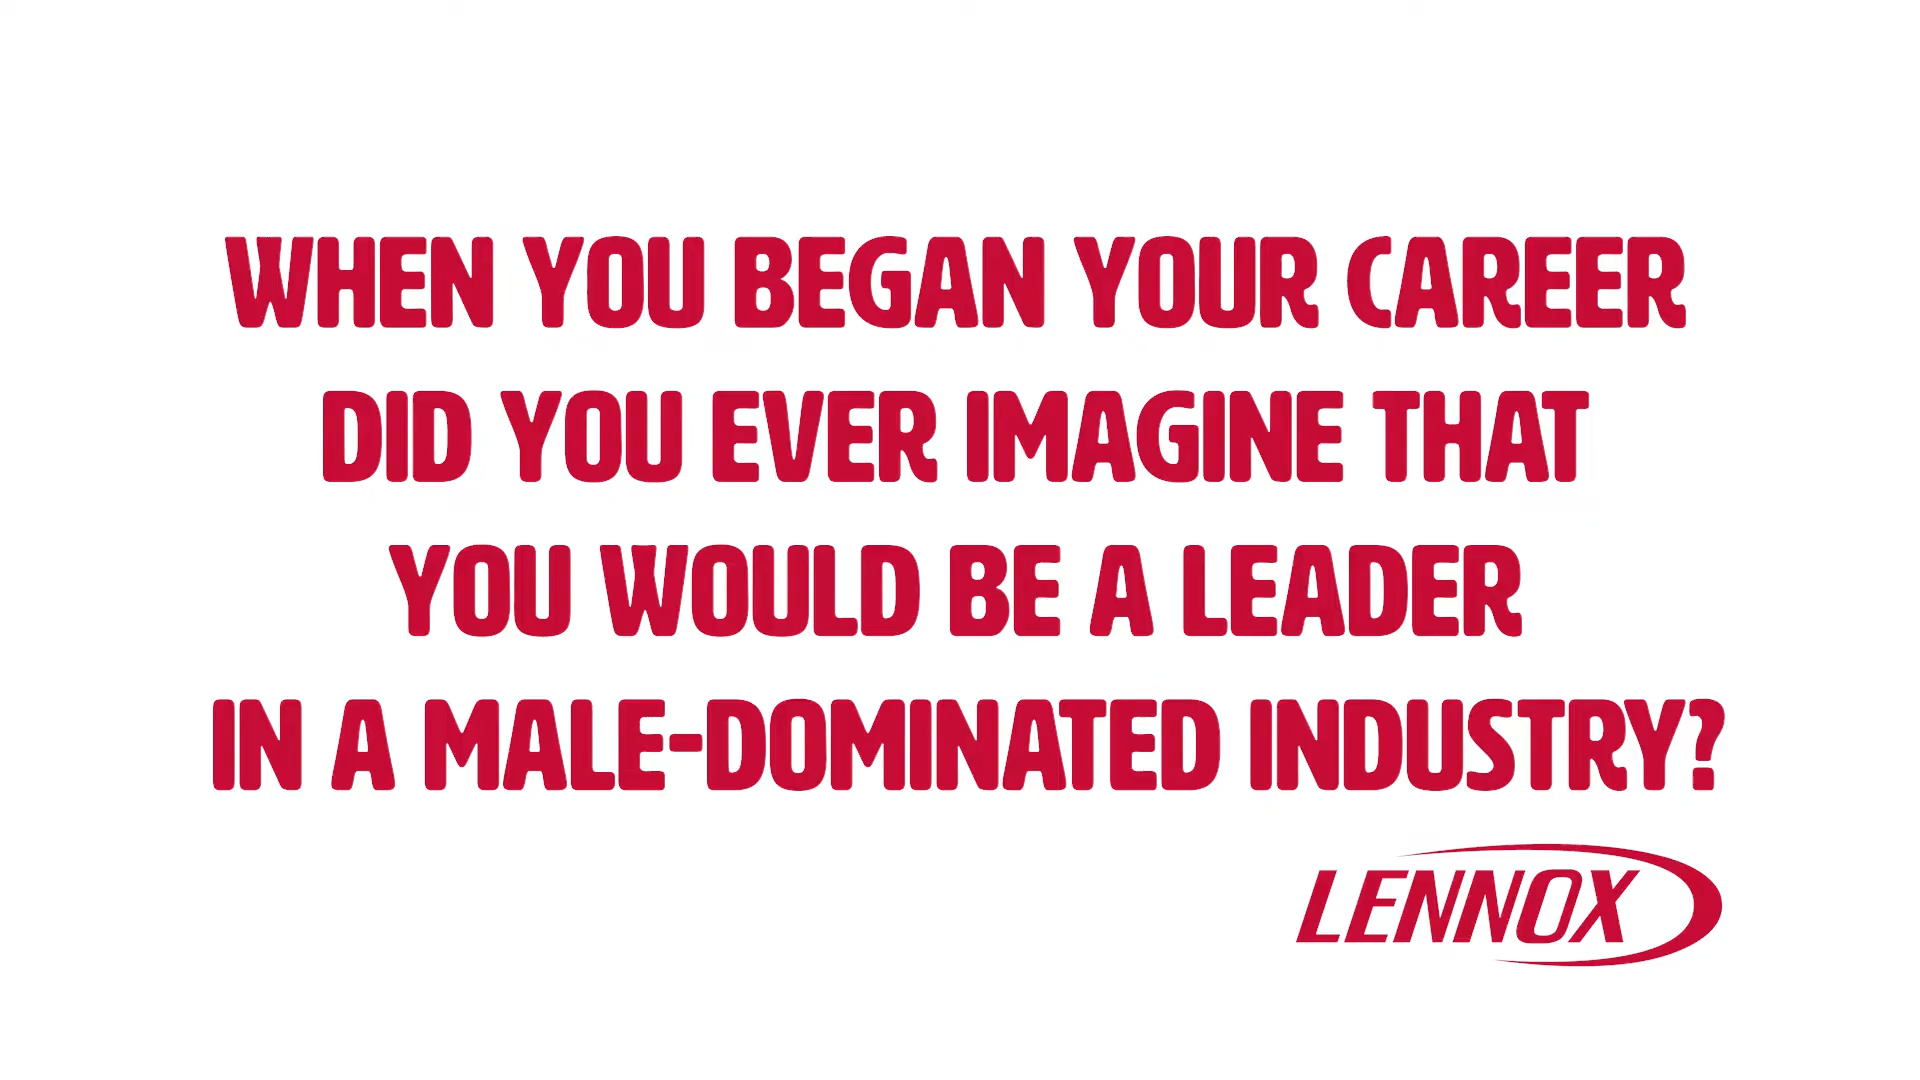 WHEN YOU BEGAN YOUR CAREER
DID YOU EVER IMAGINE THAT
YOU WOULD BE A LEADER
IN A MALE-DOMINATED INDUSTRY?
LENNOX